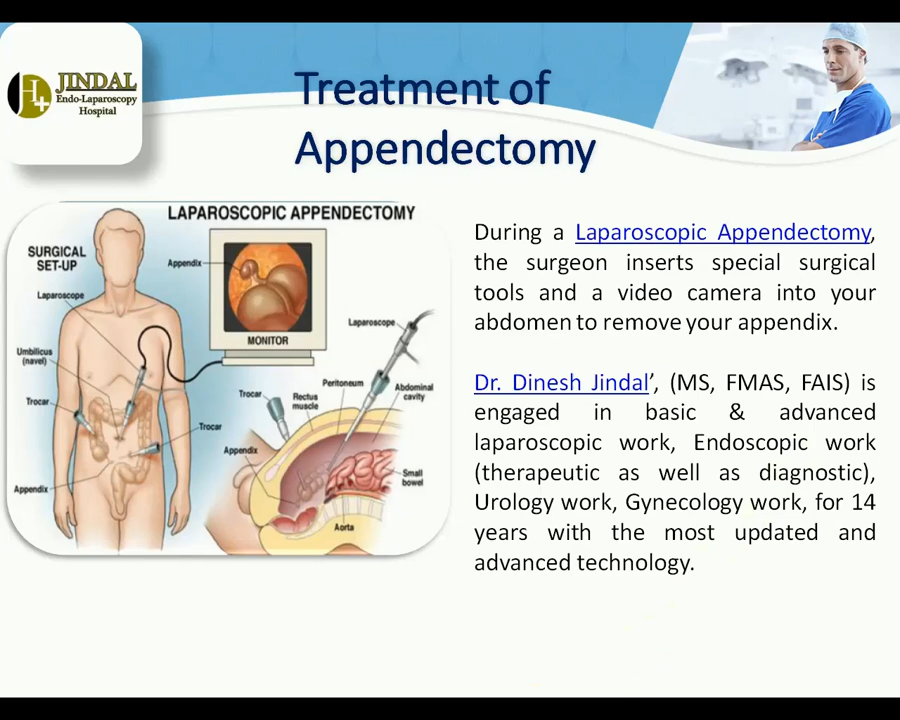 JINDAL
Endo-Laparoscopy
Hospital
H
Treatment of
Appendectomy
LAPAROSCOPIC APPENDECTOMY
SURGICAL
SET-UP
Appendix
Laparoscope
MONITOR
Laparoscope
Umbilicus
(navel)
Trocar
Trocar
Appendix
Trocar
Rectus
muscle
Peritoneum
Abdominal
cavity
Appendix
Small
bowel
Aorta
During a Laparoscopic Appendectomy,
the surgeon inserts special surgical
tools and a video camera into your
abdomen to remove your appendix.
Dr. Dinesh Jindal’, (MS, FMAS, FAIS) is
engaged in basic & advanced
laparoscopic work, Endoscopic work
(therapeutic as well as diagnostic),
Urology work, Gynecology work, for 14
years with the most updated and
advanced technology.